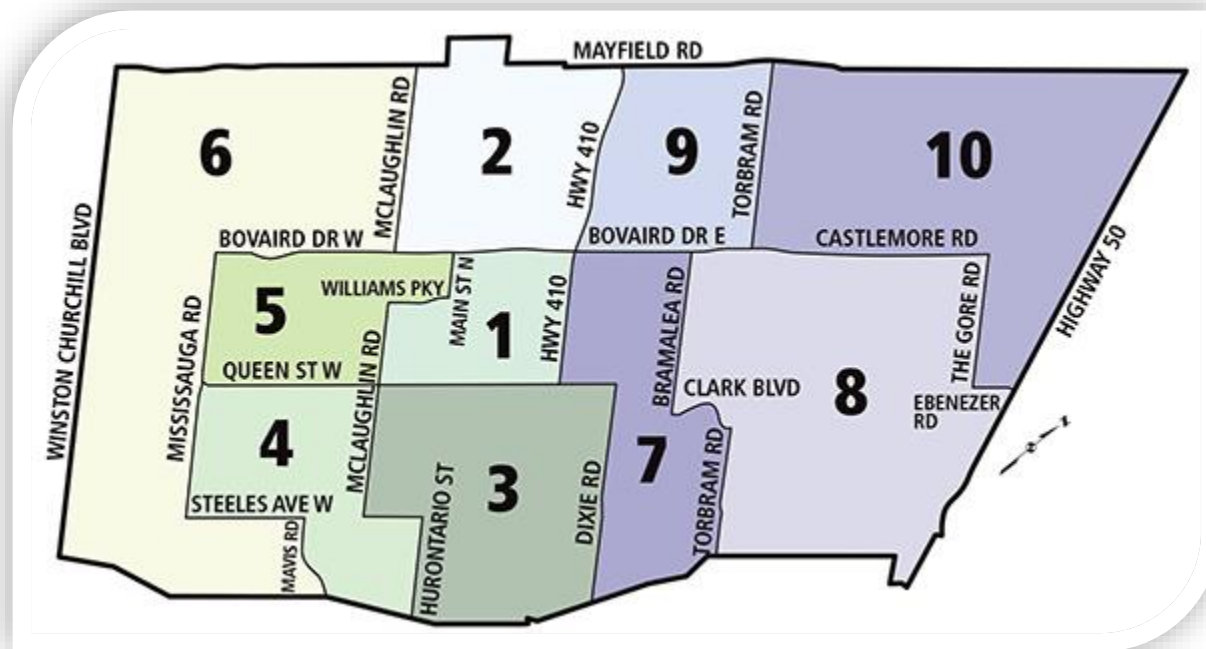 MAYFIELD RD
6
MCLAUGHLIN RD
2
HWY 410
9
TORBRAM RD
10
WINSTON CHURCHILL BLVD
BOVAIRD DR W
BOVAIRD DR E
CASTLEMORE RD
HIGHWAY 50
MISSISSAUGA RD
5
WILLIAMS PKY
MAIN ST N
1
HWY 410
BRAMALEA RD
THE GORE RD
QUEEN ST W
MCLAUGHLIN RD
CLARK BLVD
8
EBENEZER
RD
4
STEELES AVE W
MAVIS RD
HURONTARIO ST
3
DIXIE RD
7
TORBRAM RD